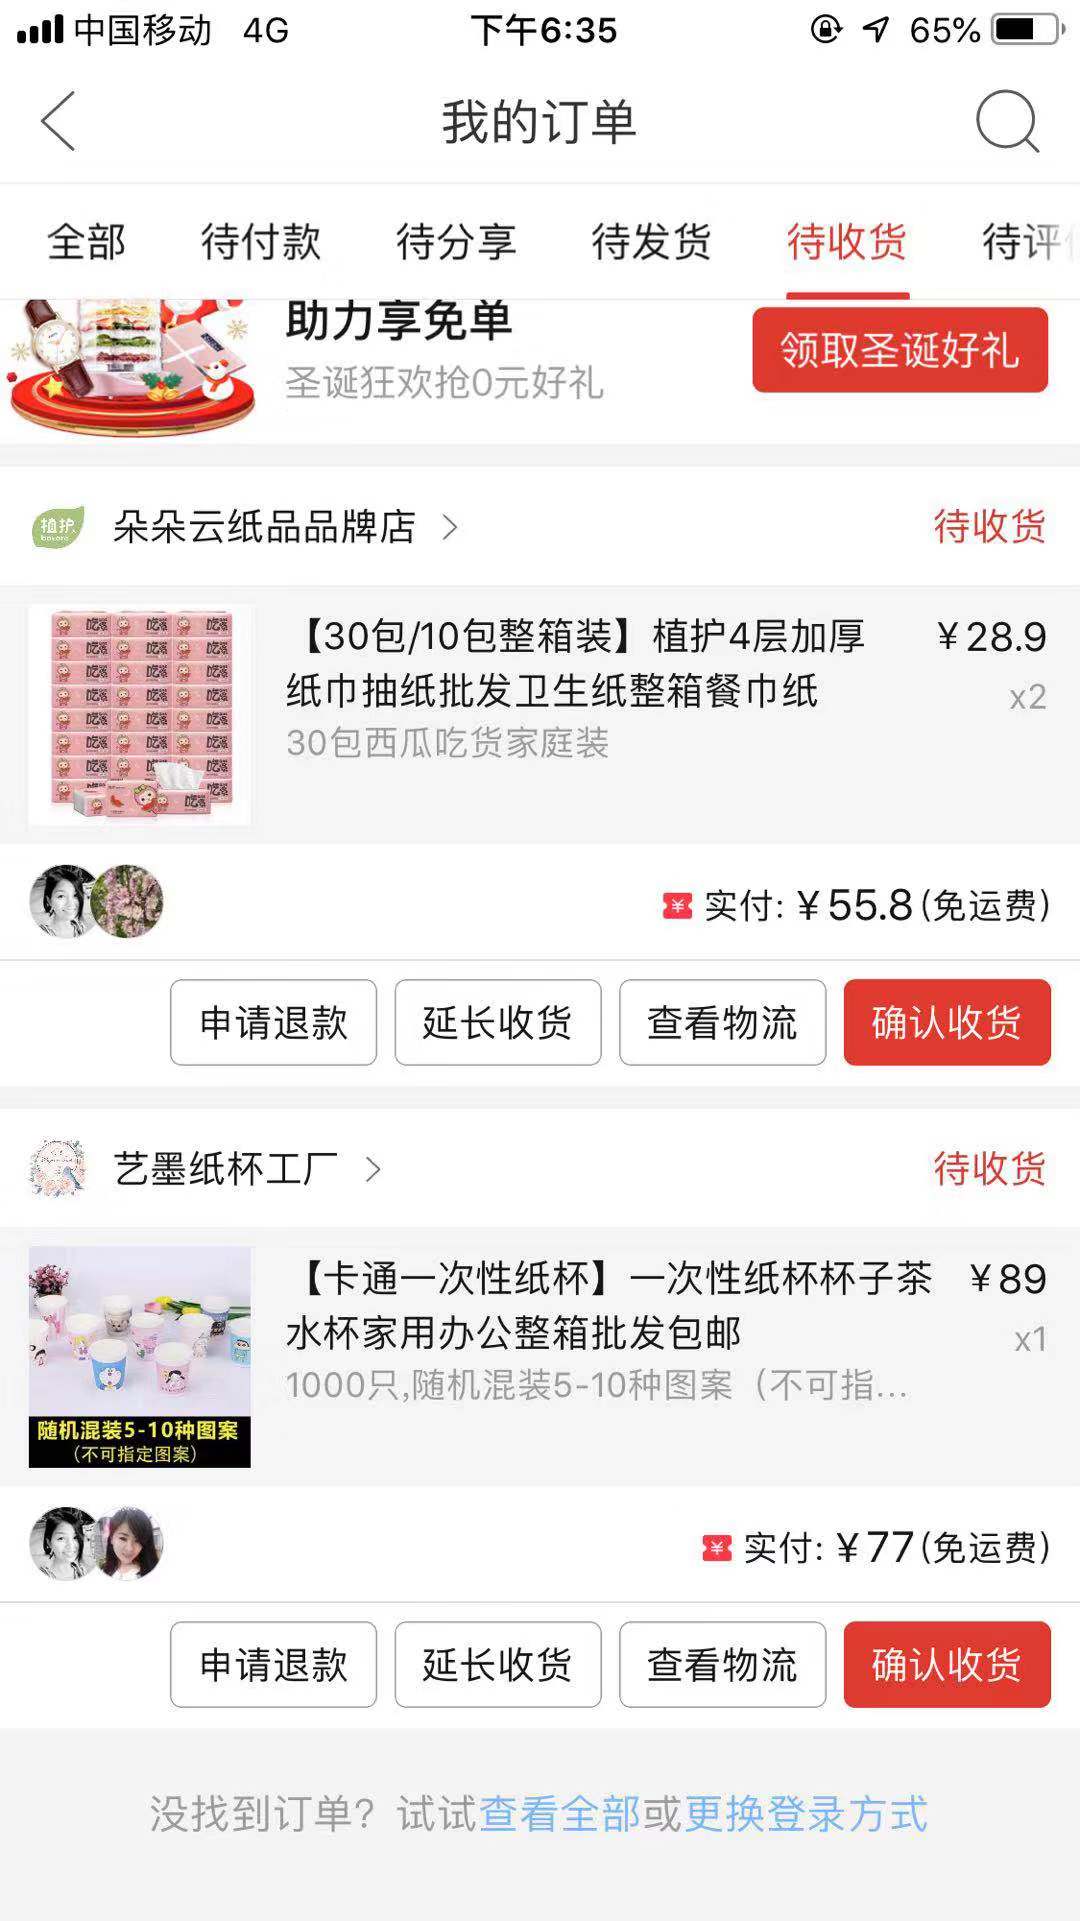 中国移动 4G 下午6:35 65%
我的订单
全部 待付款 待分享 待发货 待收货 待评
助力享免单
圣诞狂欢抢0元好礼
领取圣诞好礼
植护
朵朵云纸品品牌店
待收货
【30包/10包整箱装】植护4层加厚
纸巾抽纸批发卫生纸整箱餐巾纸
30包西瓜吃货家庭装
¥28.9
x2
实付: ¥55.8(免运费)
申请退款 延长收货 查看物流 确认收货
艺墨纸杯工厂
待收货
随机混装5-10种图案
(不可指定图案)
【卡通一次性纸杯】一次性纸杯杯子茶
水杯家用办公整箱批发包邮
1000只,随机混装5-10种图案（不可指...
¥89
x1
实付: ¥77(免运费)
申请退款 延长收货 查看物流 确认收货
没找到订单？试试查看全部或更换登录方式